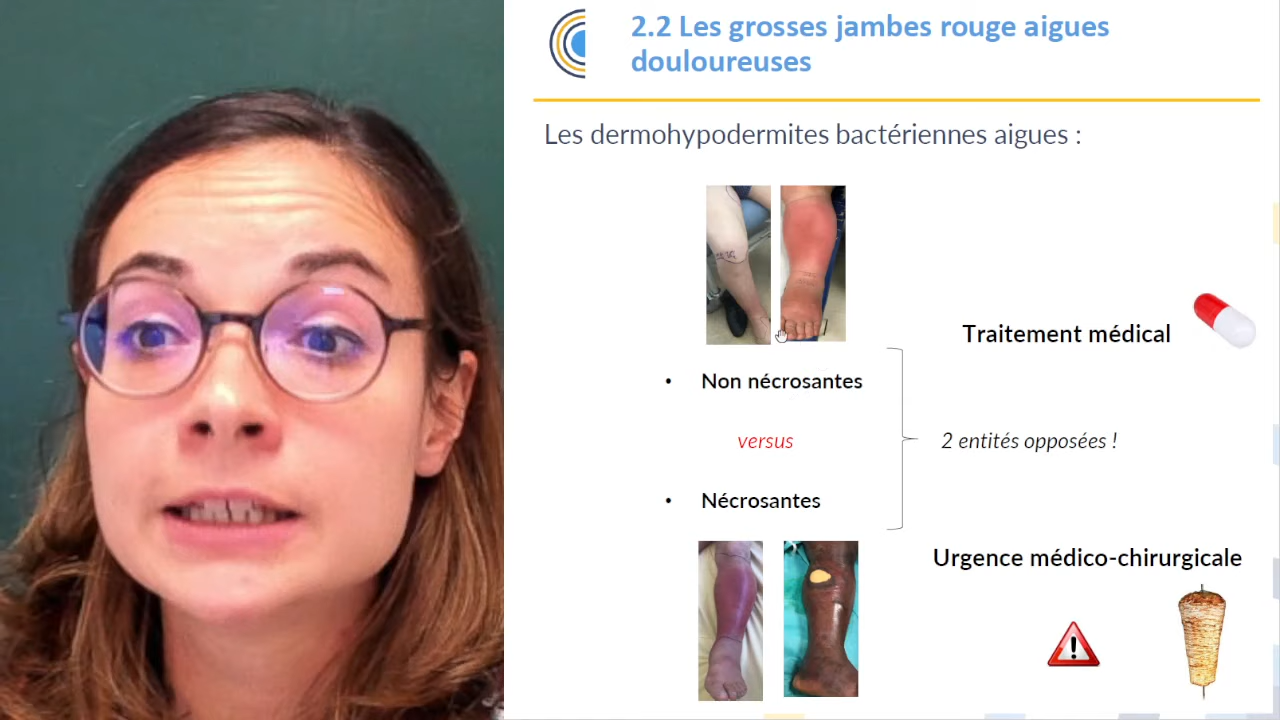 2.2 Les grosses jambes rouge aigues
douloureuses
Les dermohypodermites bactériennes aigues :
Traitement médical
• Non nécrosantes
versus
2 entités opposées !
• Nécrosantes
Urgence médico-chirurgicale